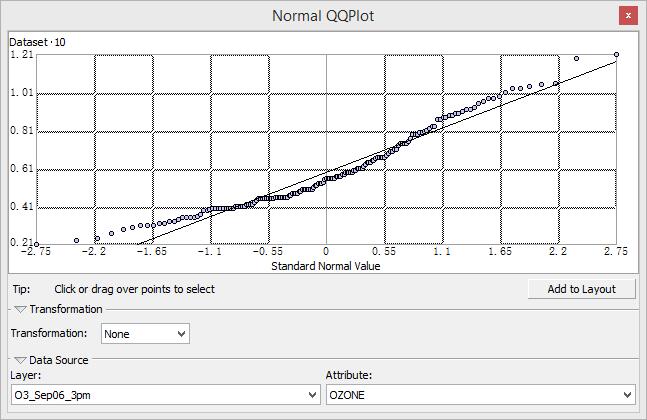 Normal QQPlot
x
Dataset·10
1.21
1.01
0.81
0.61
0.41
0.21
-2.75 -2.2 -1.65 -1.1 -0.55 0 0.55 1.1 1.65 2.2 2.75
Standard Normal Value
Tip: Click or drag over points to select
Add to Layout
Transformation
Transformation: None
Data Source
Layer: Attribute:
O3_Sep06_3pm OZONE